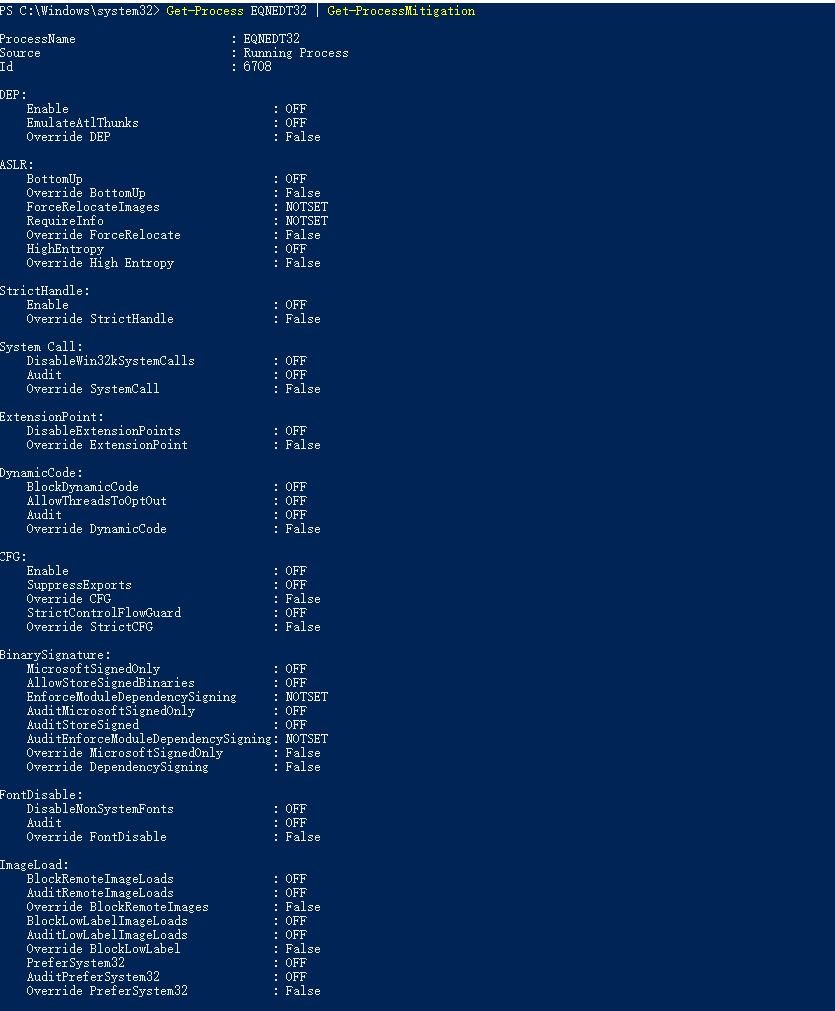 PS C:\Windows\system32> Get-Process EQNEDT32 | Get-ProcessMitigation
ProcessName : EQNEDT32
Source : Running Process
Id : 6708
DEP:
Enable : OFF
EmulateAtlThunks : OFF
Override DEP : False
ASLR:
BottomUp : OFF
Override BottomUp : False
ForceRelocateImages : NOTSET
RequireInfo : NOTSET
Override ForceRelocate : False
HighEntropy : OFF
Override High Entropy : False
StrictHandle:
Enable : OFF
Override StrictHandle : False
System Call:
DisableWin32kSystemCalls : OFF
Audit : OFF
Override SystemCall : False
ExtensionPoint:
DisableExtensionPoints : OFF
Override ExtensionPoint : False
DynamicCode:
BlockDynamicCode : OFF
AllowThreadsToOptOut : OFF
Audit : OFF
Override DynamicCode : False
CFG:
Enable : OFF
SuppressExports : OFF
Override CFG : False
StrictControlFlowGuard : OFF
Override StrictCFG : False
BinarySignature:
MicrosoftSignedOnly : OFF
AllowStoreSignedBinaries : OFF
EnforceModuleDependencySigning : NOTSET
AuditMicrosoftSignedOnly : OFF
AuditStoreSigned : OFF
AuditEnforceModuleDependencySigning: NOTSET
Override MicrosoftSignedOnly : False
Override DependencySigning : False
FontDisable:
DisableNonSystemFonts : OFF
Audit : OFF
Override FontDisable : False
ImageLoad:
BlockRemoteImageLoads : OFF
AuditRemoteImageLoads : OFF
Override BlockRemoteImages : False
BlockLowLabelImageLoads : OFF
AuditLowLabelImageLoads : OFF
Override BlockLowLabel : False
PreferSystem32 : OFF
AuditPreferSystem32 : OFF
Override PreferSystem32 : False